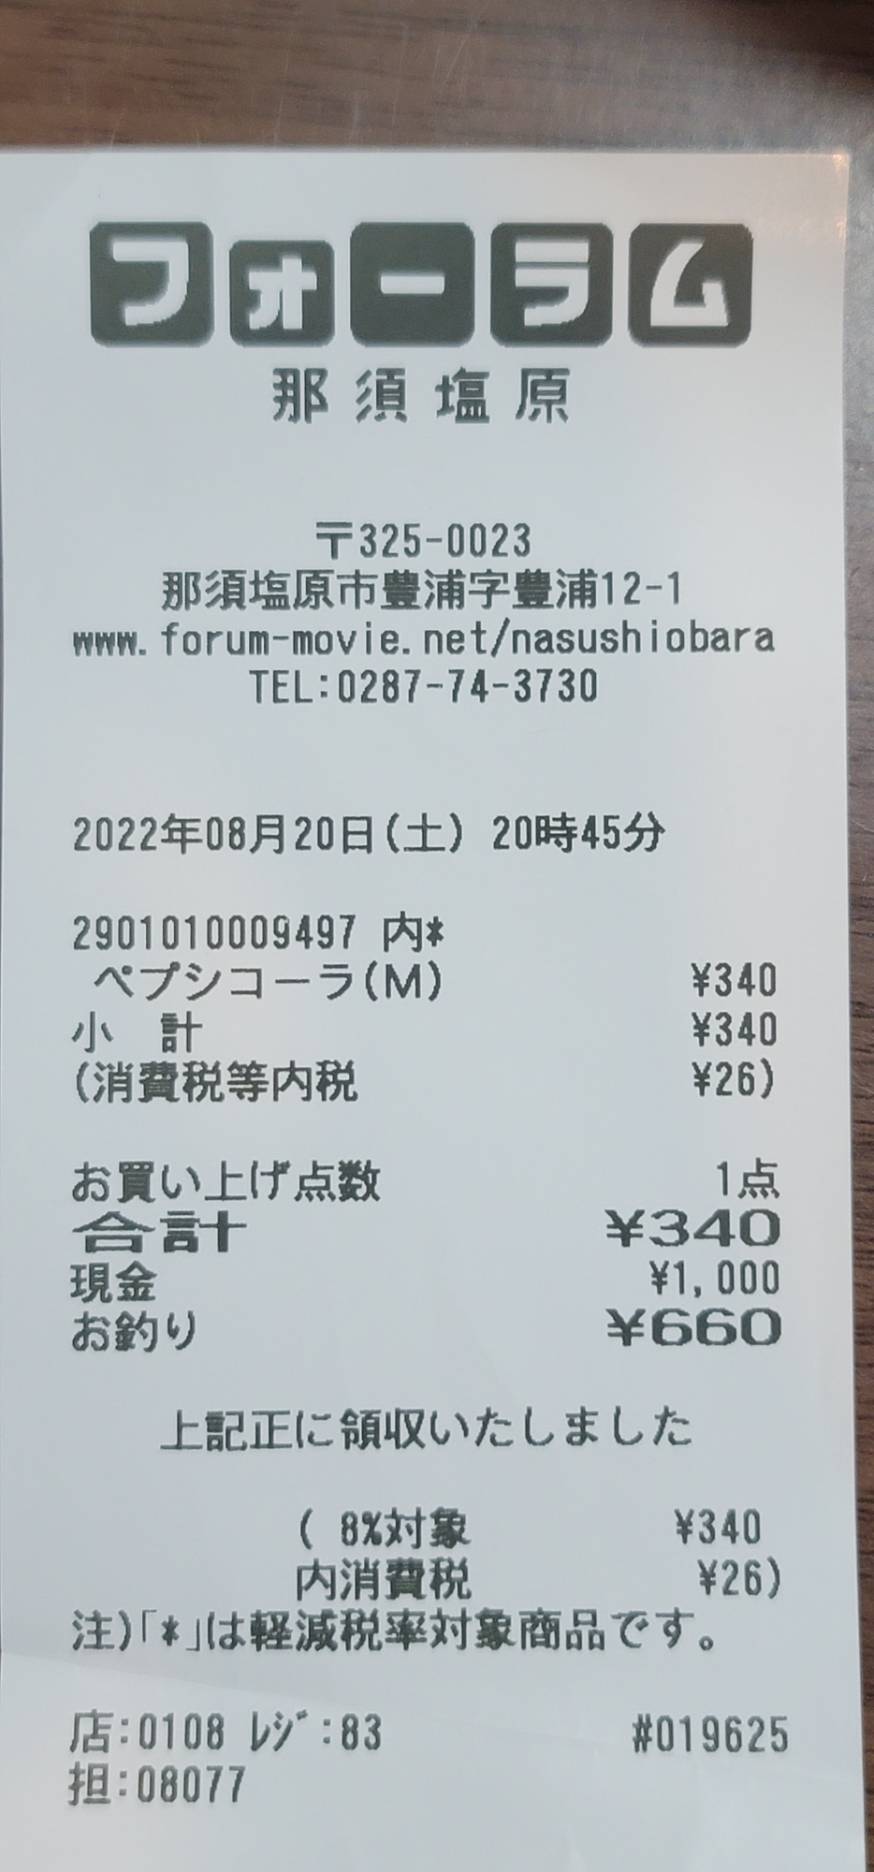 フォーラム
那須塩原
〒325-0023
那須塩原市豊浦字豊浦12-1
www.forum-movie.net/nasushiobara
TEL:0287-74-3730
2022年08月20日(土) 20時45分
2901010009497 内*
ペプシコーラ(M) ¥340
小 計 ¥340
(消費税等内税 ¥26)
お買い上げ点数 1点
合計 ¥340
現金 ¥1,000
お釣り ¥660
上記正に領収いたしました
( 8%対象 ¥340
内消費税 ¥26)
注)「*」は軽減税率対象商品です。
店:0108 レジ:83 #019625
担:08077